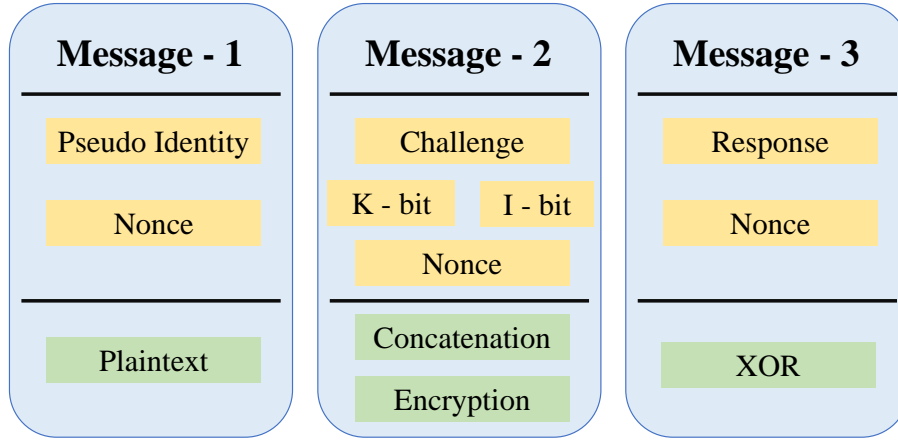 Message - 1
Pseudo Identity
Nonce
Plaintext
Message - 2
Challenge
K - bit
I - bit
Nonce
Concatenation
Encryption
Message - 3
Response
Nonce
XOR